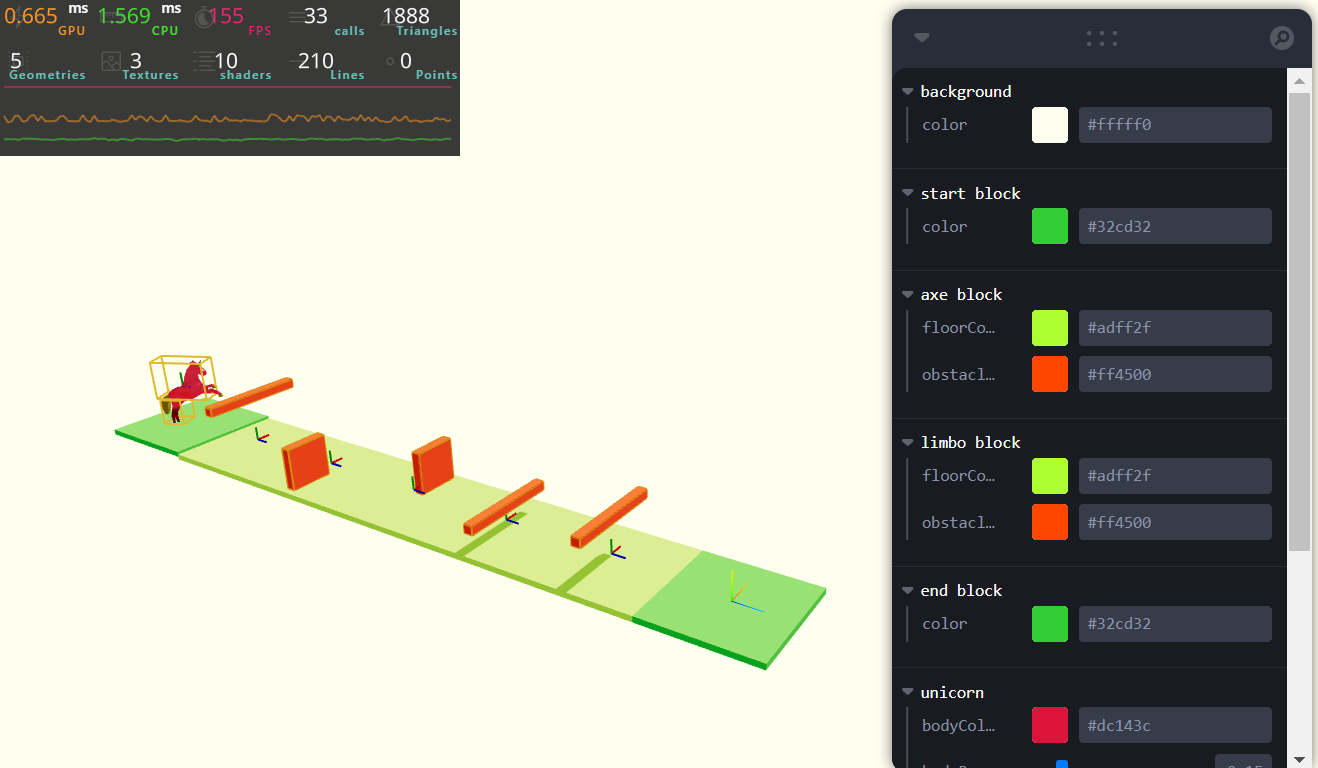 0.665 ms 1.569 ms 155 33 1888
GPU CPU FPS calls Triangles
5 3 10 210 0
Geometries Textures shaders Lines Points
background
color #fffff0
start block
color #32cd32
axe block
floorCo… #adff2f
obstacl… #ff4500
limbo block
floorCo… #adff2f
obstacl… #ff4500
end block
color #32cd32
unicorn
bodyCol… #dc143c